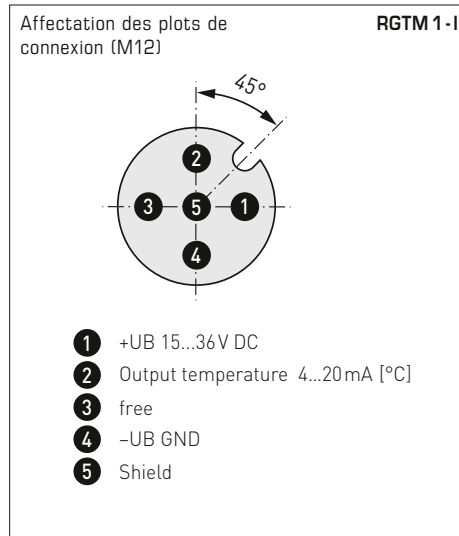 Affectation des plots de connexion (M12)
RGTM 1 - I
45°
2
3
5
1
4
1 +UB 15...36 V DC
2 Output temperature 4...20 mA [°C]
3 free
4 –UB GND
5 Shield